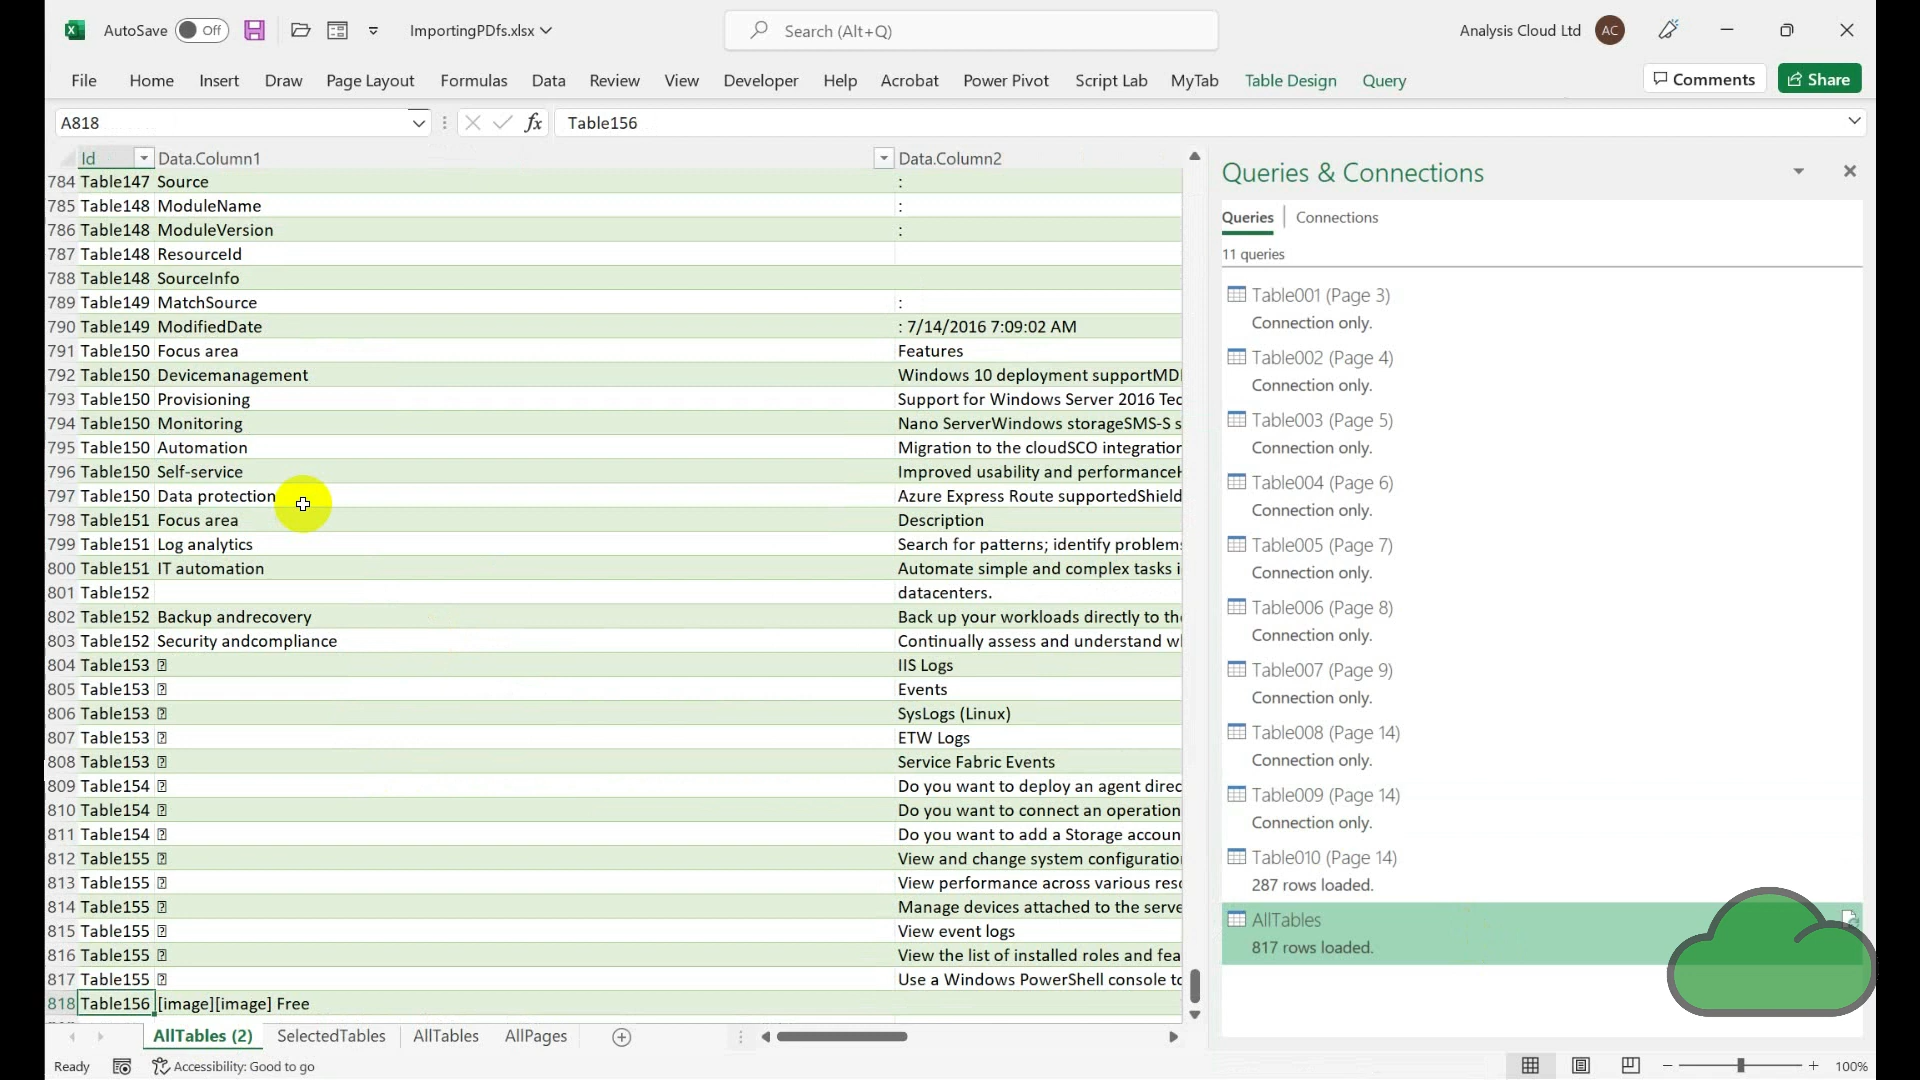 AutoSave Off ImportingPDfs.xlsx Search (Alt+Q) Analysis Cloud Ltd AC
File Home Insert Draw Page Layout Formulas Data Review View Developer Help Acrobat Power Pivot Script Lab MyTab Table Design Query Comments Share
A818 fx Table156
Id Data.Column1 Data.Column2
784 Table147 Source :
785 Table148 ModuleName :
786 Table148 ModuleVersion :
787 Table148 ResourceId
788 Table148 SourceInfo
789 Table149 MatchSource :
790 Table149 ModifiedDate : 7/14/2016 7:09:02 AM
791 Table150 Focus area Features
792 Table150 Devicemanagement Windows 10 deployment supportMD
793 Table150 Provisioning Support for Windows Server 2016 Tec
794 Table150 Monitoring Nano ServerWindows storageSMS-S s
795 Table150 Automation Migration to the cloudSCO integration
796 Table150 Self-service Improved usability and performance
797 Table150 Data protection Azure Express Route supportedShield
798 Table151 Focus area Description
799 Table151 Log analytics Search for patterns; identify problems
800 Table151 IT automation Automate simple and complex tasks i
801 Table152 datacenters.
802 Table152 Backup andrecovery Back up your workloads directly to the
803 Table152 Security andcompliance Continually assess and understand w
804 Table153 IIS Logs
805 Table153 Events
806 Table153 SysLogs (Linux)
807 Table153 ETW Logs
808 Table153 Service Fabric Events
809 Table154 Do you want to deploy an agent direc
810 Table154 Do you want to connect an operation
811 Table154 Do you want to add a Storage accoun
812 Table155 View and change system configuratio
813 Table155 View performance across various res
814 Table155 Manage devices attached to the serve
815 Table155 View event logs
816 Table155 View the list of installed roles and fea
817 Table155 Use a Windows PowerShell console to
818 Table156 [image][image] Free
AllTables (2) SelectedTables AllTables AllPages
Ready Accessibility: Good to go 100%
Queries & Connections
Queries Connections
11 queries
Table001 (Page 3)
Connection only.
Table002 (Page 4)
Connection only.
Table003 (Page 5)
Connection only.
Table004 (Page 6)
Connection only.
Table005 (Page 7)
Connection only.
Table006 (Page 8)
Connection only.
Table007 (Page 9)
Connection only.
Table008 (Page 14)
Connection only.
Table009 (Page 14)
Connection only.
Table010 (Page 14)
287 rows loaded.
AllTables
817 rows loaded.